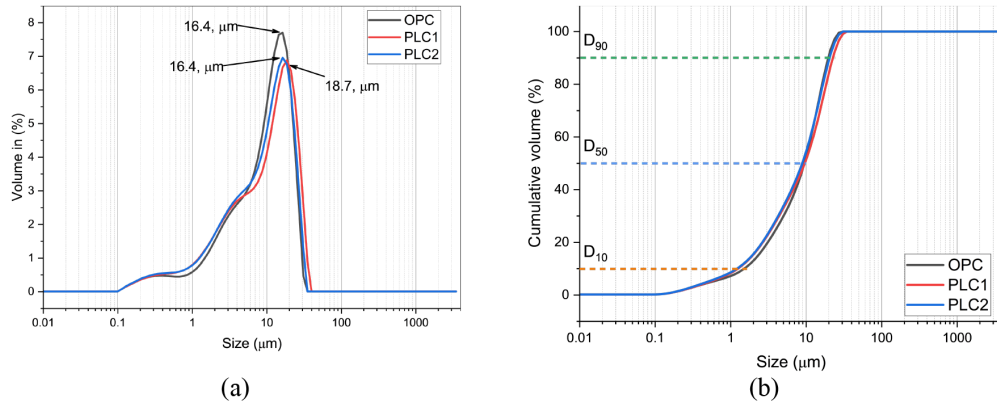 OPC
PLC1
PLC2
16.4, μm
16.4, μm
18.7, μm
Volume in (%)
8
7
6
5
4
3
2
1
0
0.01 0.1 1 10 100 1000
Size (μm)
(a)
D90
D50
D10
Cumulative volume (%)
100
80
60
40
20
0
OPC
PLC1
PLC2
0.01 0.1 1 10 100 1000
Size (μm)
(b)